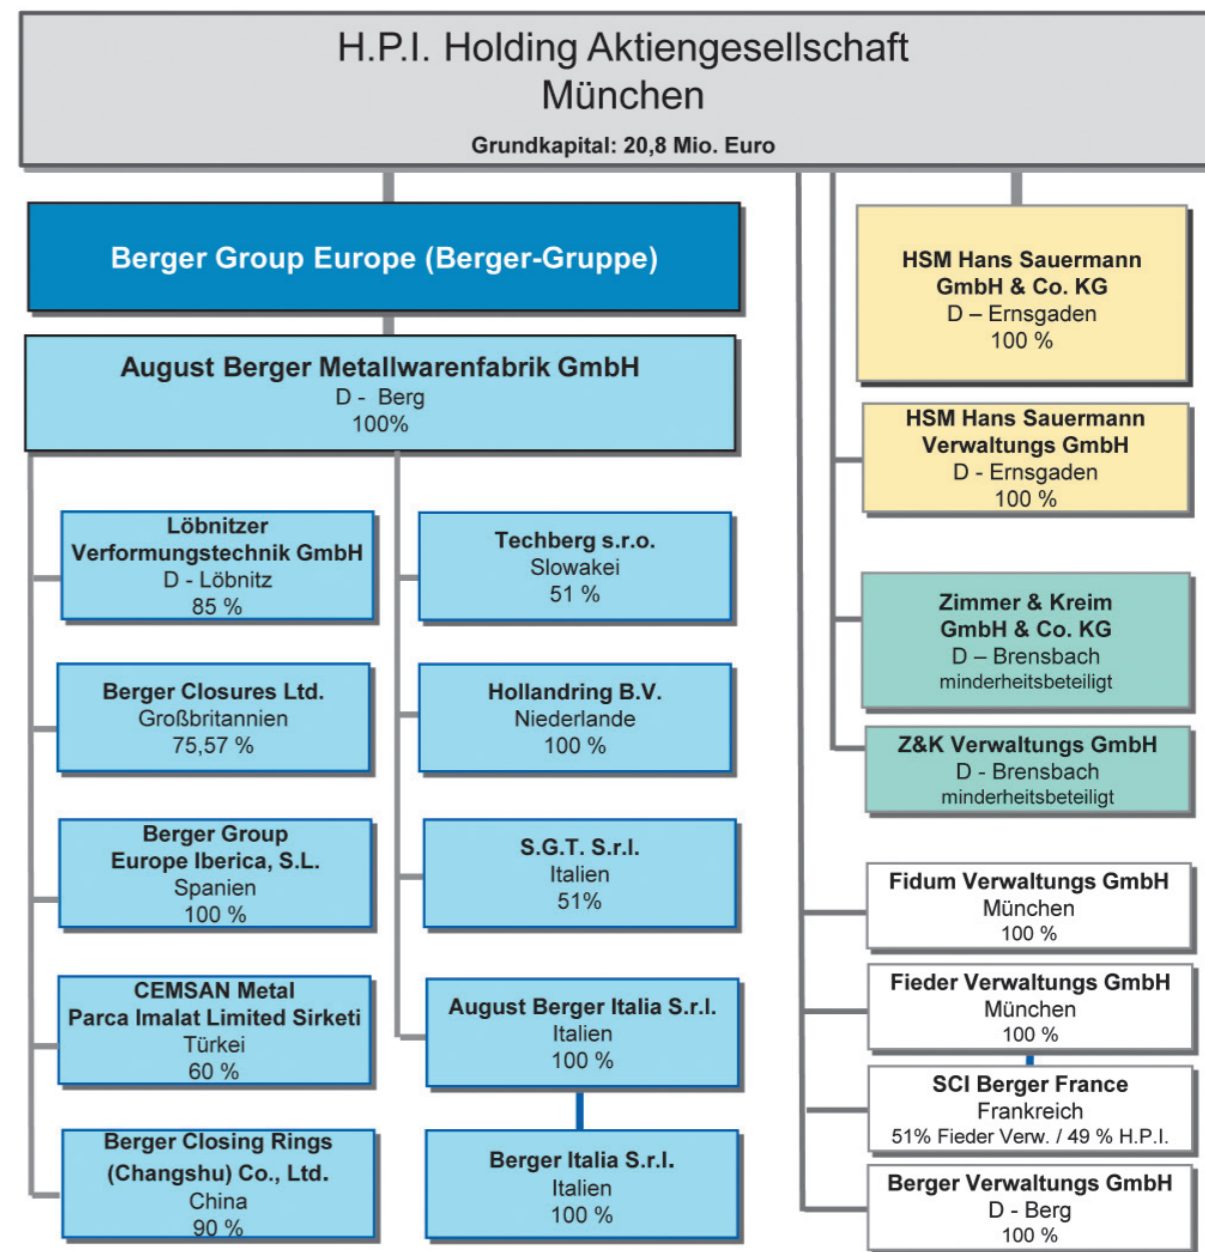 H.P.I. Holding Aktiengesellschaft
München
Grundkapital: 20,8 Mio. Euro
Berger Group Europe (Berger-Gruppe)
August Berger Metallwarenfabrik GmbH
D - Berg
100%
Löbnitzer
Verformungstechnik GmbH
D - Löbnitz
85 %
Berger Closures Ltd.
Großbritannien
75,57 %
Berger Group
Europe Iberica, S.L.
Spanien
100 %
CEMSAN Metal
Parca Imalat Limited Sirketi
Türkei
60 %
Berger Closing Rings
(Changshu) Co., Ltd.
China
90 %
Techberg s.r.o.
Slowakei
51 %
Hollandring B.V.
Niederlande
100 %
S.G.T. S.r.l.
Italien
51%
August Berger Italia S.r.l.
Italien
100 %
Berger Italia S.r.l.
Italien
100 %
HSM Hans Sauermann
GmbH & Co. KG
D – Ernsgaden
100 %
HSM Hans Sauermann
Verwaltungs GmbH
D - Ernsgaden
100 %
Zimmer & Kreim
GmbH & Co. KG
D – Brensbach
minderheitsbeteiligt
Z&K Verwaltungs GmbH
D - Brensbach
minderheitsbeteiligt
Fidum Verwaltungs GmbH
München
100 %
Fieder Verwaltungs GmbH
München
100 %
SCI Berger France
Frankreich
51% Fieder Verw. / 49 % H.P.I.
Berger Verwaltungs GmbH
D - Berg
100 %